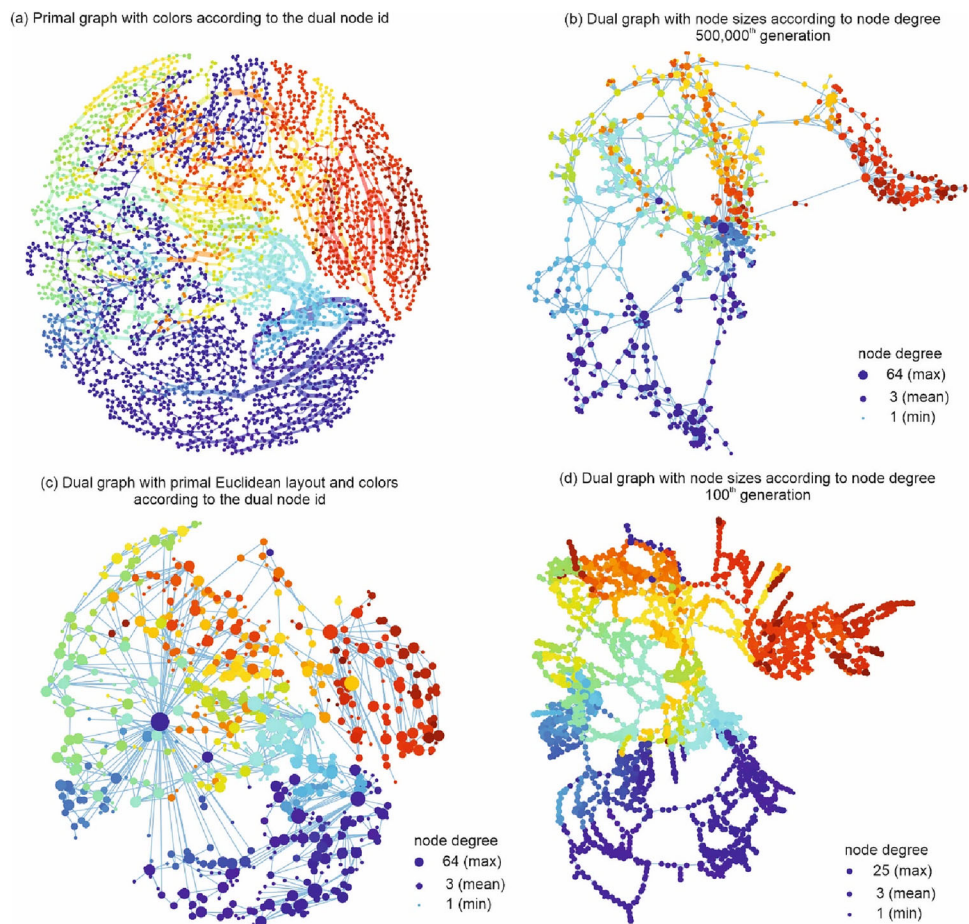 (a) Primal graph with colors according to the dual node id
(b) Dual graph with node sizes according to node degree
500,000th generation
node degree
64 (max)
3 (mean)
1 (min)
(c) Dual graph with primal Euclidean layout and colors
according to the dual node id
node degree
64 (max)
3 (mean)
1 (min)
(d) Dual graph with node sizes according to node degree
100th generation
node degree
25 (max)
3 (mean)
1 (min)